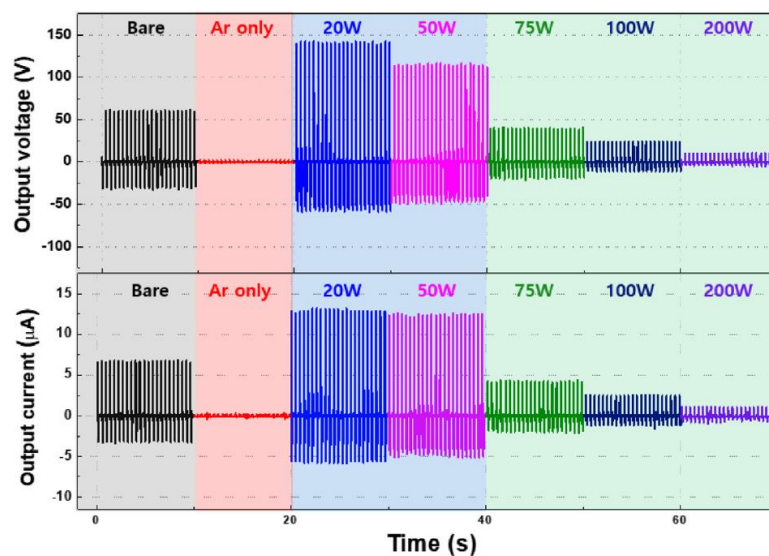 Bare Ar only 20W 50W 75W 100W 200W
150
100
50
0
-50
-100
Output voltage (V)
Bare Ar only 20W 50W 75W 100W 200W
15
10
5
0
-5
-10
Output current (μA)
0 20 40 60
Time (s)